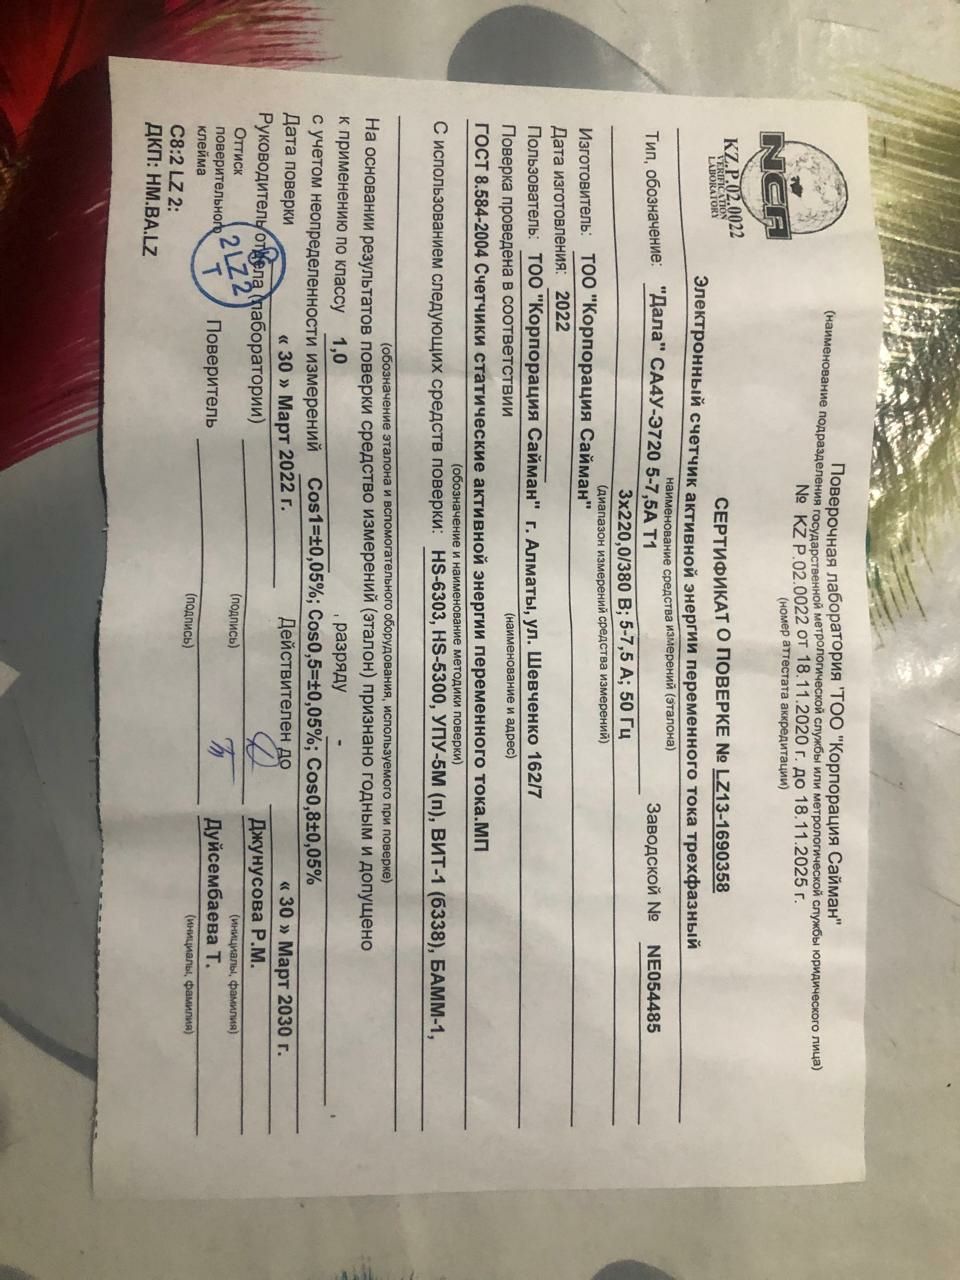 NCA
KZ.P.02.0022
VERIFICATION
LABORATORY
Поверочная лаборатория 'ТОО "Корпорация Сайман"
(наименование подразделения государственной метрологической службы или метрологической службы юридического лица)
№ KZ P.02.0022 от 18.11.2020 г. до 18.11.2025 г.
(номер аттестата аккредитации)
СЕРТИФИКАТ О ПОВЕРКЕ № LZ13-1690358
Электронный счетчик активной энергии переменного тока трехфазный
наименование средства измерений (эталона)
Тип, обозначение: "Дала" СА4У-Э720 5-7,5А Т1 Заводской № NE054485
3х220,0/380 В; 5-7,5 А; 50 Гц
(диапазон измерений средства измерений)
Изготовитель: ТОО "Корпорация Сайман"
Дата изготовления: 2022
(наименование и адрес)
Пользователь: ТОО "Корпорация Сайман" г. Алматы, ул. Шевченко 162/7
Поверка проведена в соответствии
ГОСТ 8.584-2004 Счетчики статические активной энергии переменного тока.МП
(обозначение и наименование методики поверки)
С использованием следующих средств поверки: HS-6303, HS-5300, УПУ-5М (п), ВИТ-1 (6338), БАММ-1,
(обозначение эталона и вспомогательного оборудования, используемого при поверке)
На основании результатов поверки средство измерений (эталон) признано годным и допущено
к применению по классу 1,0 , разряду -
с учетом неопределенности измерений Cos1=±0,05%; Cos0,5=±0,05%; Cos0,8±0,05% ,
Дата поверки « 30 » Март 2022 г. Действителен до « 30 » Март 2030 г.
Руководитель отдела (лаборатории) Джунусова Р.М.
(подпись) (инициалы, фамилия)
Оттиск
поверительного
клейма
2 LZ 2
Т
Поверитель Дуйсембаева Т.
(подпись) (инициалы, фамилия)
С8:2 LZ 2:
ДКП: НМ.ВА.LZ